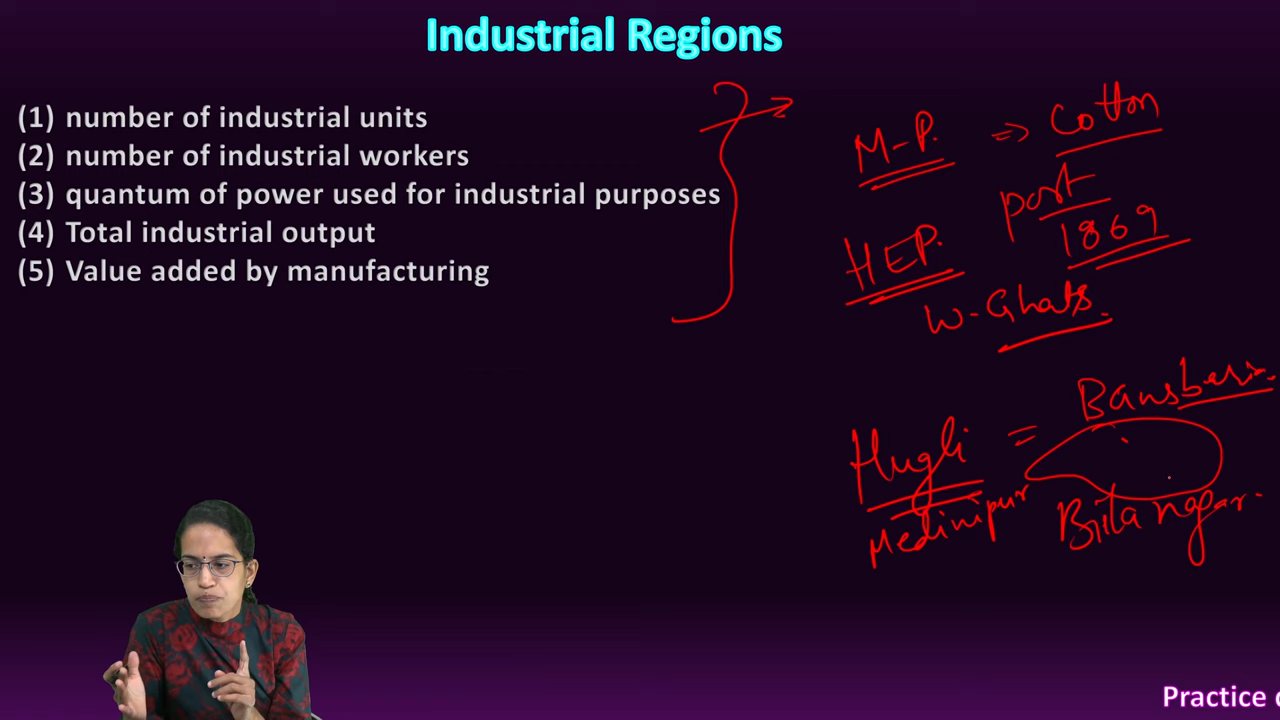 Industrial Regions
(1) number of industrial units
(2) number of industrial workers
(3) quantum of power used for industrial purposes
(4) Total industrial output
(5) Value added by manufacturing
M-P. ⇒ Cotton
port
1869
HEP.
W-Ghats.
Hugli = Bansberia.
Medinipur
Birlanagar.
Practice